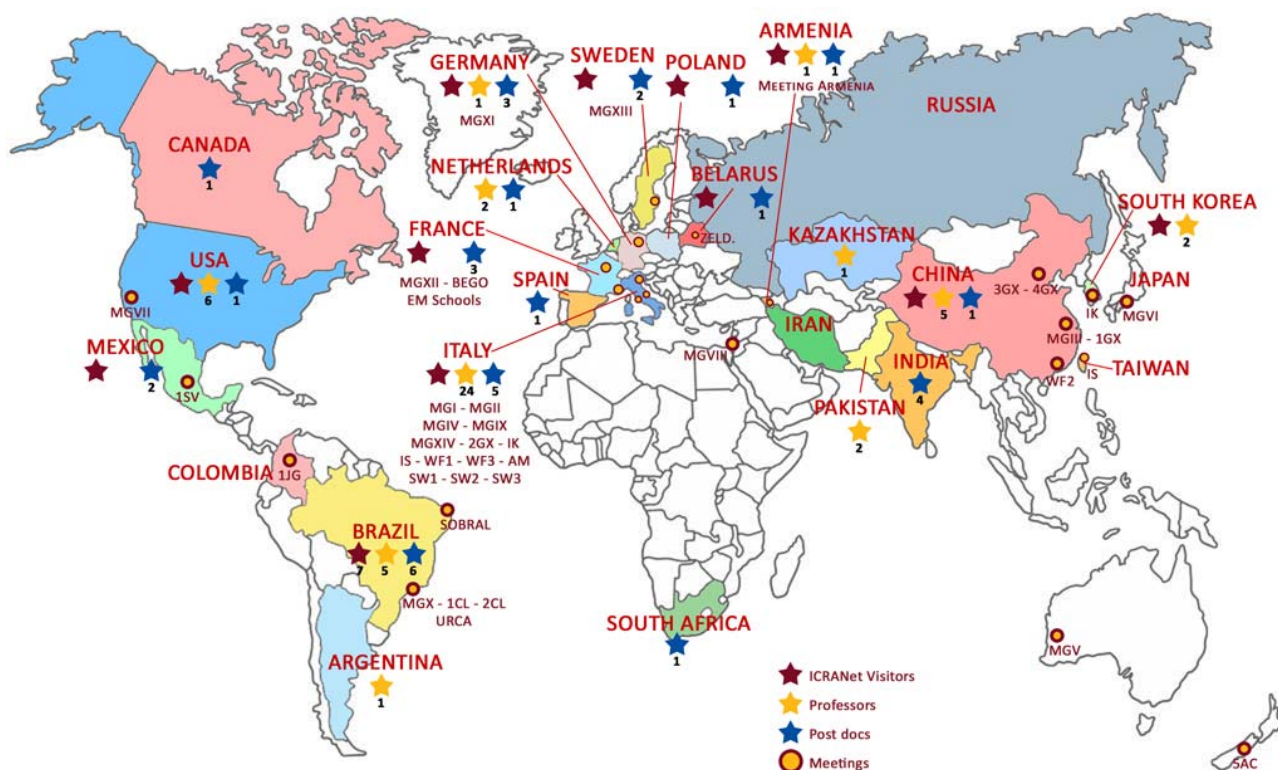 ARMENIA
1 1
MEETING ARMENIA
SWEDEN
2
MGXIII
POLAND
1
GERMANY
1 3
MGXI
RUSSIA
CANADA
1
NETHERLANDS
2 1
BELARUS
1
ZELD.
SOUTH KOREA
2
FRANCE
3
MGXII - BEGO
EM Schools
KAZAKHSTAN
1
USA
6 1
MGVII
CHINA
5 1
3GX - 4GX
JAPAN
IK
MGVI
SPAIN
1
IRAN
MGIII - 1GX
MEXICO
2
1SV
ITALY
24 5
MGI - MGII
MGIV - MGIX
MGXIV - 2GX - IK
IS - WF1 - WF3 - AM
SW1 - SW2 - SW3
MGVIII
INDIA
4
WF2
IS
TAIWAN
PAKISTAN
2
COLOMBIA
1JG
SOBRAL
BRAZIL
7 5 6
MGX - 1CL - 2CL
URCA
SOUTH AFRICA
1
MGV
ARGENTINA
1
ICRANet Visitors
Professors
Post docs
Meetings
5AC